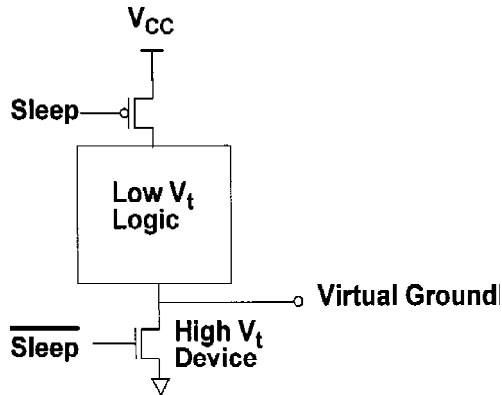 VCC
Sleep
Low Vt
Logic
Virtual Ground
Sleep
High Vt
Device